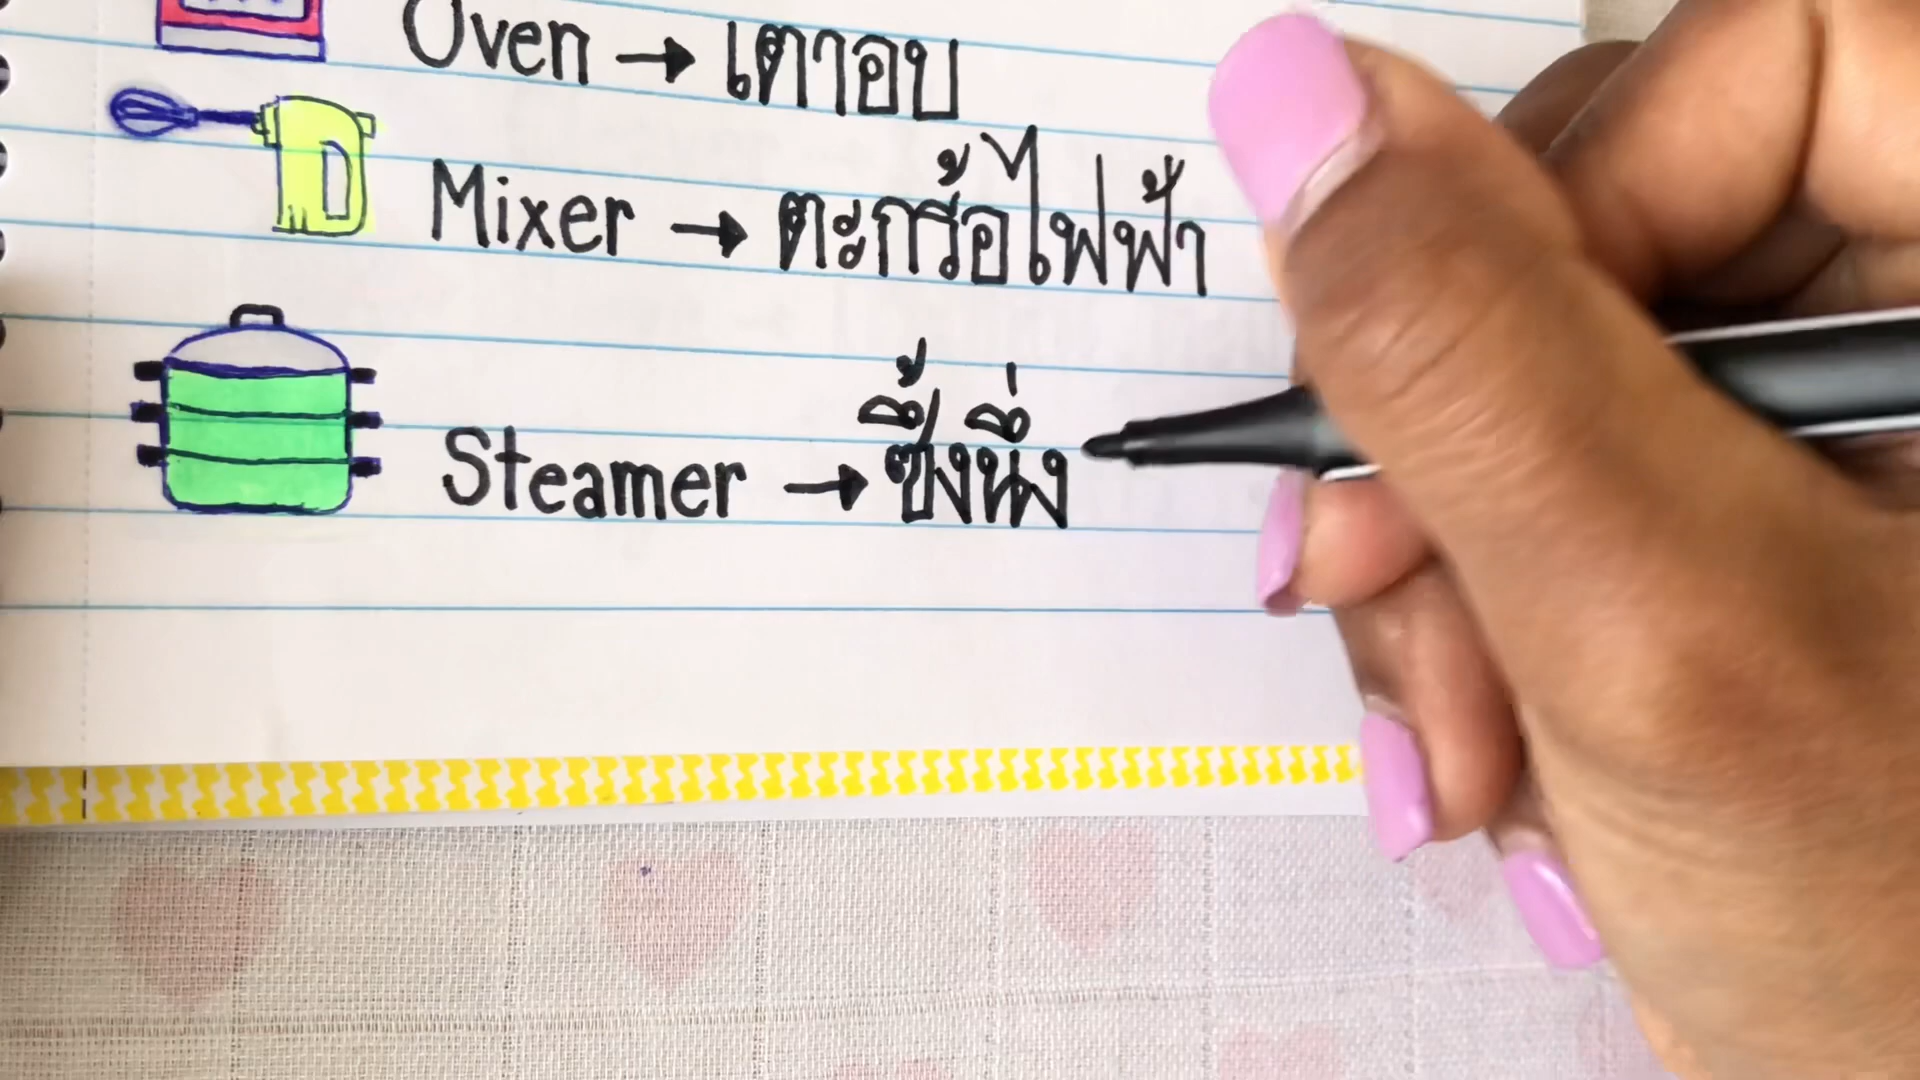 Oven → เตาอบ
Mixer → ตะกร้อไฟฟ้า
Steamer → ซึ้งนึ่ง